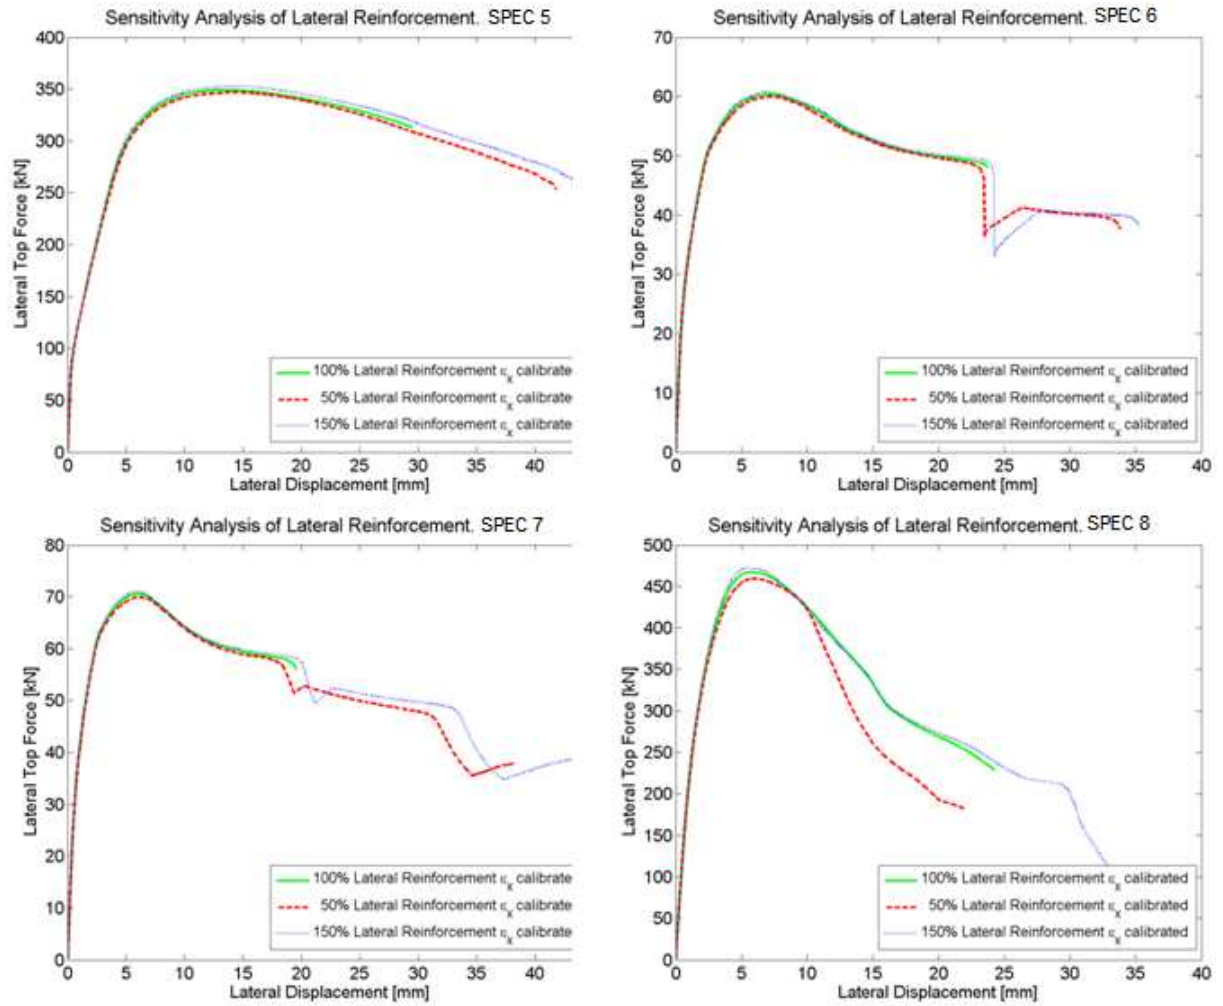 Sensitivity Analysis of Lateral Reinforcement. SPEC 5
Lateral Top Force [kN]
400
350
300
250
200
150
100
50
0
100% Lateral Reinforcement εx calibrate
50% Lateral Reinforcement εx calibrate
150% Lateral Reinforcement εx calibrate
0 5 10 15 20 25 30 35 40
Lateral Displacement [mm]
Sensitivity Analysis of Lateral Reinforcement. SPEC 6
Lateral Top Force [kN]
70
60
50
40
30
20
10
0
100% Lateral Reinforcement εx calibrated
50% Lateral Reinforcement εx calibrated
150% Lateral Reinforcement εx calibrated
0 5 10 15 20 25 30 35 40
Lateral Displacement [mm]
Sensitivity Analysis of Lateral Reinforcement. SPEC 7
Lateral Top Force [kN]
80
70
60
50
40
30
20
10
0
100% Lateral Reinforcement εx calibrate
50% Lateral Reinforcement εx calibrate
150% Lateral Reinforcement εx calibrate
0 5 10 15 20 25 30 35 40
Lateral Displacement [mm]
Sensitivity Analysis of Lateral Reinforcement. SPEC 8
Lateral Top Force [kN]
500
450
400
350
300
250
200
150
100
50
0
100% Lateral Reinforcement εx calibrated
50% Lateral Reinforcement εx calibrated
150% Lateral Reinforcement εx calibrated
0 5 10 15 20 25 30 35 40
Lateral Displacement [mm]